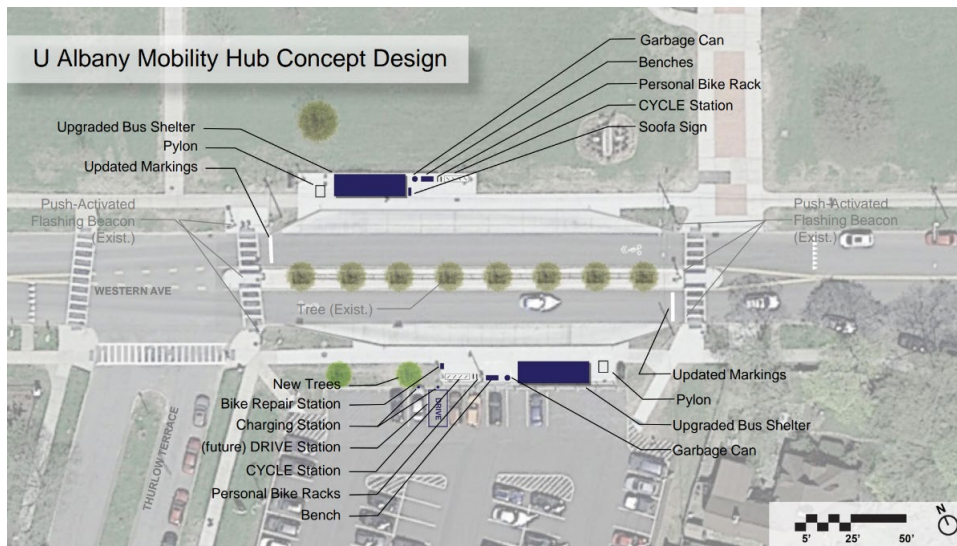 U Albany Mobility Hub Concept Design
Garbage Can
Benches
Personal Bike Rack
CYCLE Station
Soofa Sign
Upgraded Bus Shelter
Pylon
Updated Markings
Push-Activated
Flashing Beacon
(Exist.)
Push-Activated
Flashing Beacon
(Exist.)
WESTERN AVE
Tree (Exist.)
New Trees
Bike Repair Station
Charging Station
(future) DRIVE Station
CYCLE Station
Personal Bike Racks
Bench
DRIVE
Updated Markings
Pylon
Upgraded Bus Shelter
Garbage Can
THURLOW TERRACE
N
5' 25' 50'